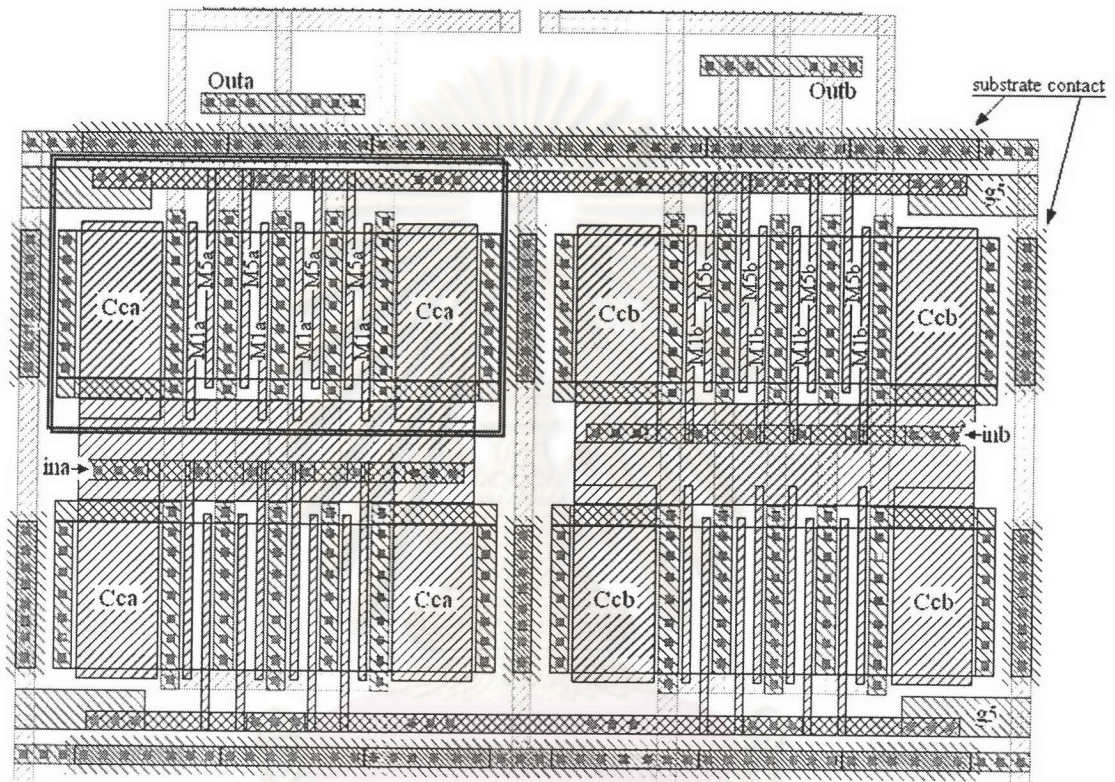 Outa
Outb
substrate contact
g5
M5a M5a M5a M5a
M5b M5b M5b M5b
Cca
Cca
Ccb
Ccb
M1a M1a M1a M1a
M1b M1b M1b M1b
inb
ina
Cca
Cca
Ccb
Ccb
g5